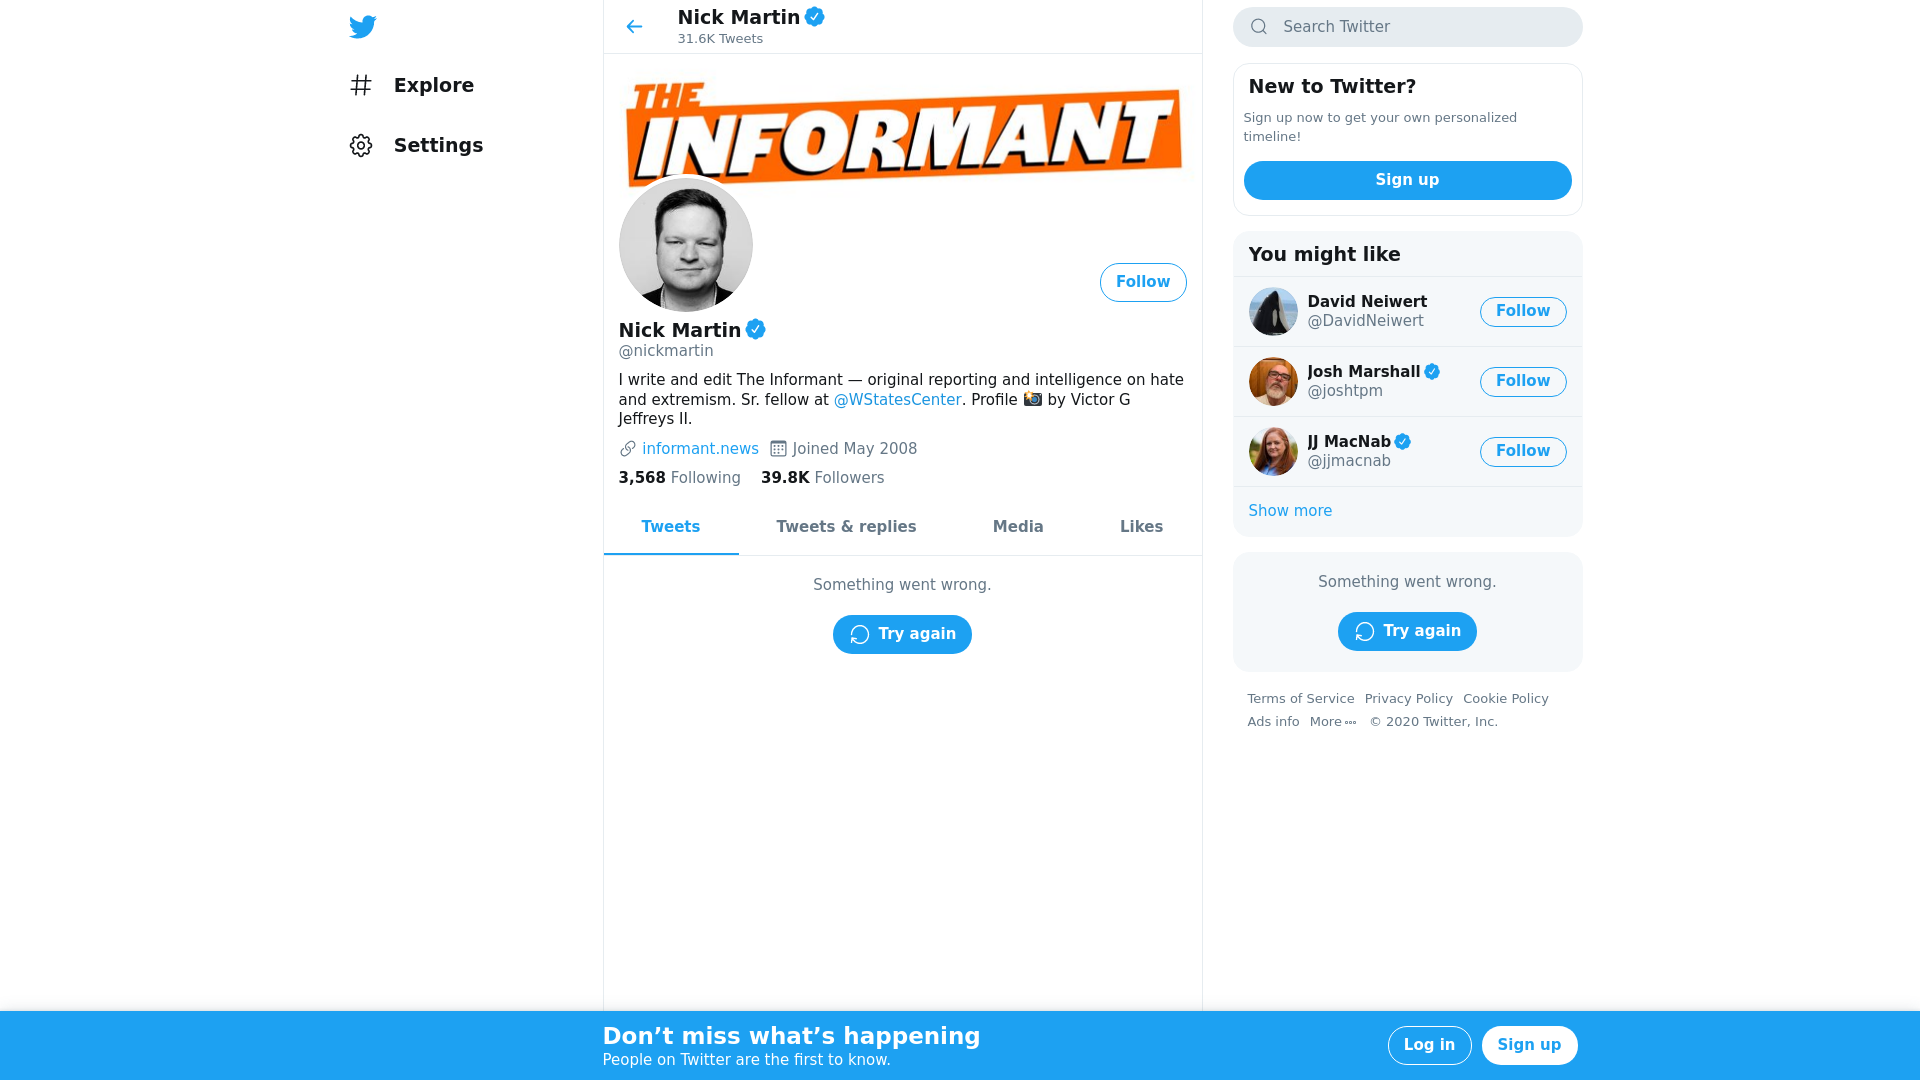 Explore
Settings
Nick Martin
31.6K Tweets
THE
INFORMANT
Follow
Nick Martin
@nickmartin
I write and edit The Informant — original reporting and intelligence on hate
and extremism. Sr. fellow at @WStatesCenter. Profile 📸 by Victor G
Jeffreys II.
informant.news Joined May 2008
3,568 Following 39.8K Followers
Tweets Tweets & replies Media Likes
Something went wrong.
Try again
Search Twitter
New to Twitter?
Sign up now to get your own personalized
timeline!
Sign up
You might like
David Neiwert
@DavidNeiwert
Follow
Josh Marshall
@joshtpm
Follow
JJ MacNab
@jjmacnab
Follow
Show more
Something went wrong.
Try again
Terms of Service Privacy Policy Cookie Policy
Ads info More © 2020 Twitter, Inc.
Don’t miss what’s happening
People on Twitter are the first to know.
Log in
Sign up